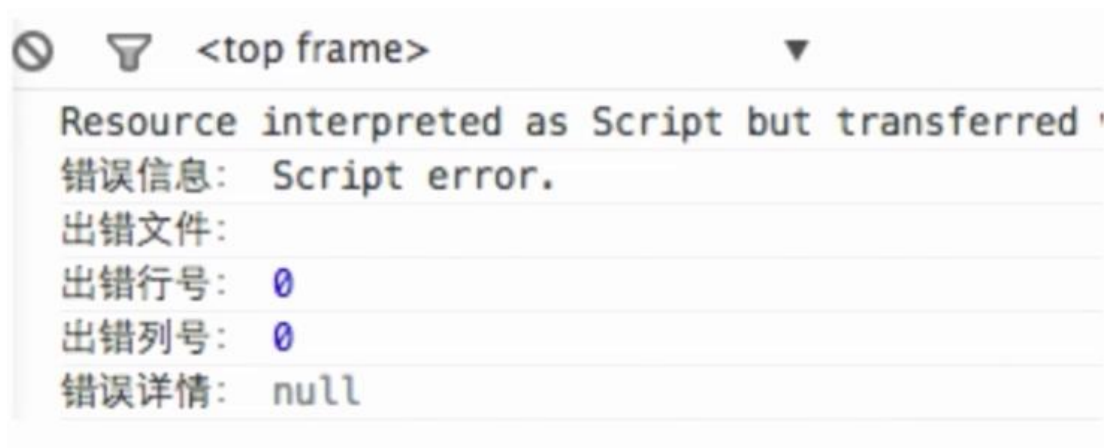 <top frame>
Resource interpreted as Script but transferred
错误信息: Script error.
出错文件:
出错行号: 0
出错列号: 0
错误详情: null